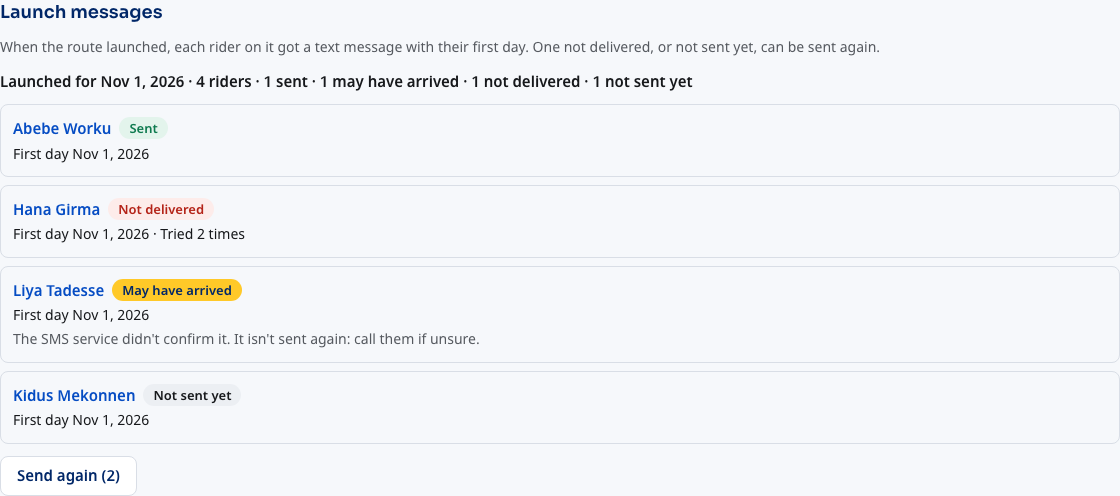 Launch messages
When the route launched, each rider on it got a text message with their first day. One not delivered, or not sent yet, can be sent again.
Launched for Nov 1, 2026 · 4 riders · 1 sent · 1 may have arrived · 1 not delivered · 1 not sent yet
Abebe Worku Sent
First day Nov 1, 2026
Hana Girma Not delivered
First day Nov 1, 2026 · Tried 2 times
Liya Tadesse May have arrived
First day Nov 1, 2026
The SMS service didn't confirm it. It isn't sent again: call them if unsure.
Kidus Mekonnen Not sent yet
First day Nov 1, 2026
Send again (2)